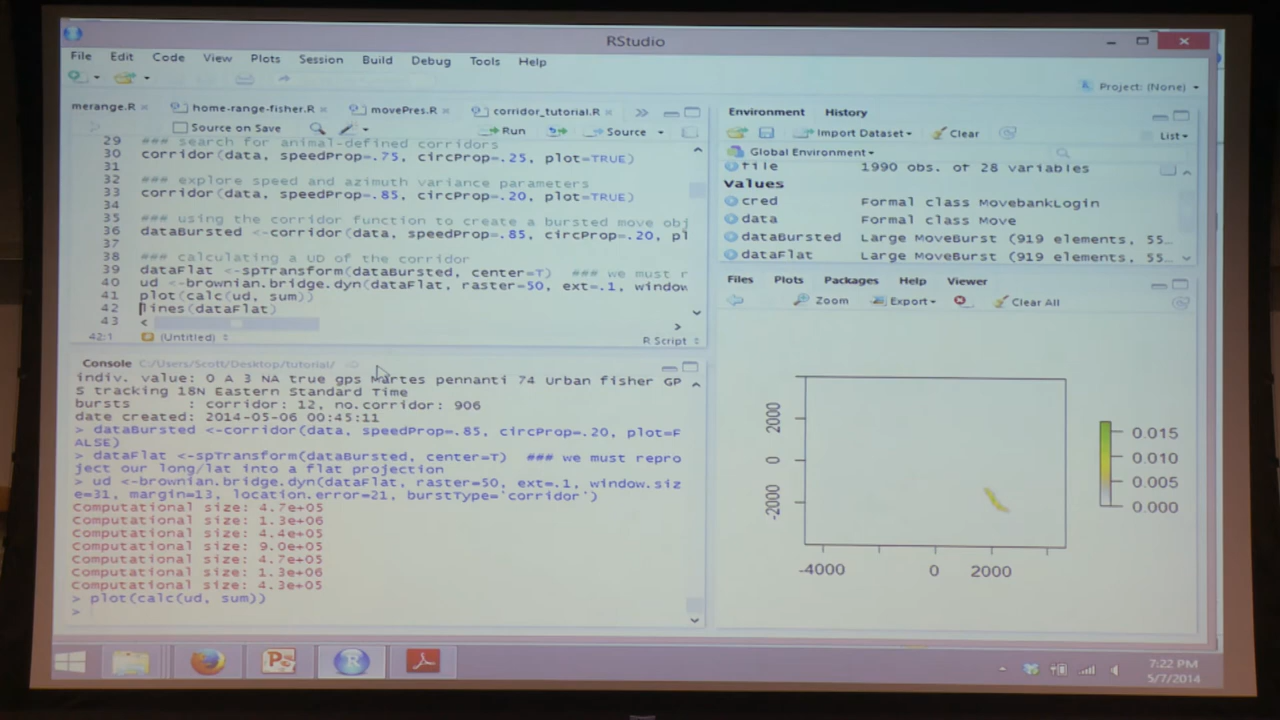 RStudio
File Edit Code View Plots Session Build Debug Tools Help
Project: (None)
merange.R home-range-fisher.R movePres.R corridor_tutorial.R
Source on Save Run Source
29 ### search for animal-defined corridors
30 corridor(data, speedProp=.75, circProp=.25, plot=TRUE)
31
32 ### explore speed and azimuth variance parameters
33 corridor(data, speedProp=.85, circProp=.20, plot=TRUE)
34
35 ### using the corridor function to create a bursted move obj
36 dataBursted <-corridor(data, speedProp=.85, circProp=.20, pl
37
38 ### calculating a UD of the corridor
39 dataFlat <-spTransform(dataBursted, center=T) ### we must r
40 ud <-brownian.bridge.dyn(dataFlat, raster=50, ext=.1, window
41 plot(calc(ud, sum))
42 lines(dataFlat)
43
42:1 (Untitled) R Script
Console C:/Users/Scott/Desktop/tutorial/
indiv. value: 0 A 3 NA true gps Martes pennanti 74 Urban fisher GP
S tracking 18N Eastern Standard Time
bursts : corridor: 12, no.corridor: 906
date created: 2014-05-06 00:45:11
> dataBursted <-corridor(data, speedProp=.85, circProp=.20, plot=F
ALSE)
> dataFlat <-spTransform(dataBursted, center=T) ### we must repro
ject our long/lat into a flat projection
> ud <-brownian.bridge.dyn(dataFlat, raster=50, ext=.1, window.siz
e=31, margin=13, location.error=21, burstType='corridor')
Computational size: 4.7e+05
Computational size: 1.3e+06
Computational size: 4.4e+05
Computational size: 9.0e+05
Computational size: 4.7e+05
Computational size: 1.3e+06
Computational size: 4.3e+05
> plot(calc(ud, sum))
>
Environment History
Import Dataset Clear List
Global Environment
file 1990 obs. of 28 variables
Values
cred Formal class MovebankLogin
data Formal class Move
dataBursted Large MoveBurst (919 elements, 55...
dataFlat Large MoveBurst (919 elements, 55...
Files Plots Packages Help Viewer
Zoom Export Clear All
2000
0
-2000
-4000 0 2000
0.015
0.010
0.005
0.000
7:22 PM
5/7/2014